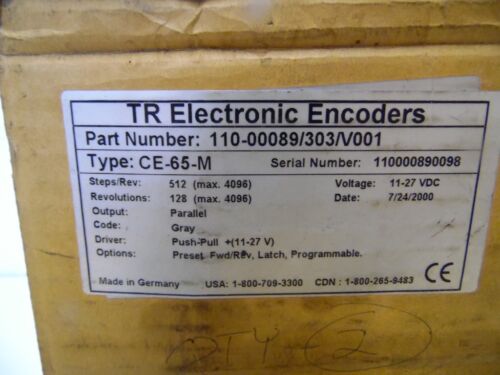 TR Electronic Encoders
Part Number: 110-00089/303/V001
Type: CE-65-M Serial Number: 110000890098
Steps/Rev: 512 (max. 4096) Voltage: 11-27 VDC
Revolutions: 128 (max. 4096) Date: 7/24/2000
Output: Parallel
Code: Gray
Driver: Push-Pull +(11-27 V)
Options: Preset, Fwd/Rev, Latch, Programmable.
Made in Germany USA: 1-800-709-3300 CDN : 1-800-265-9483 CE
QTY 2